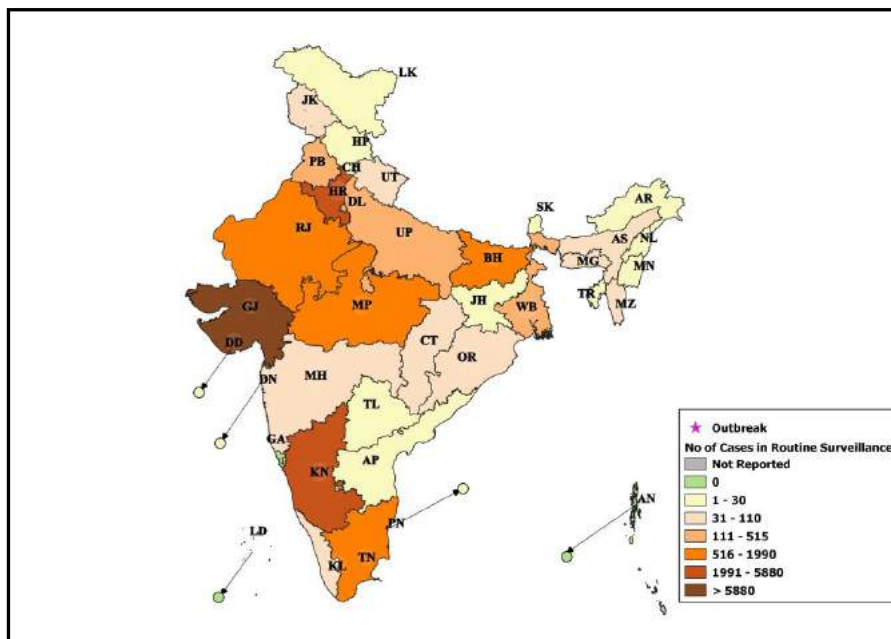 LK
JK
HP
PB
CH
UT
HR
DL
RJ
UP
SK
AR
AS
NL
BH
MG
MN
GJ
MP
JH
TR
WB
MZ
DD
CT
OR
DN
MH
TL
GA
AP
KN
PN
AN
LD
KL
TN
Outbreak
No of Cases in Routine Surveillance
Not Reported
0
1 - 30
31 - 110
111 - 515
516 - 1990
1991 - 5880
> 5880